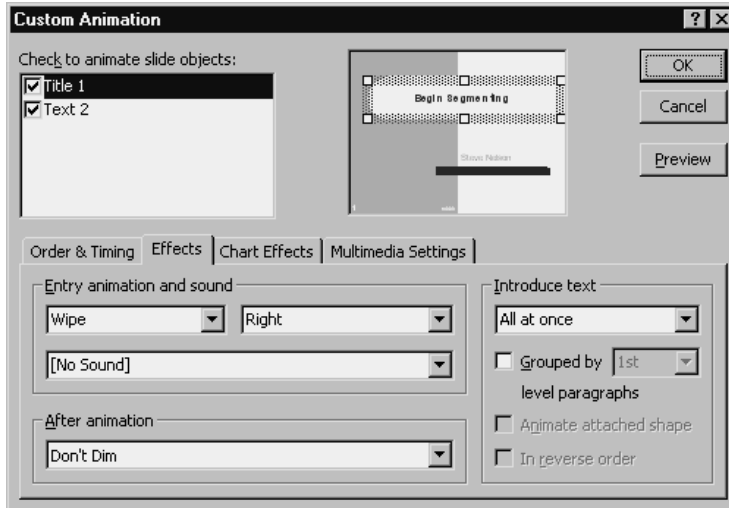 Custom Animation
Check to animate slide objects:
Title 1
Text 2
Begin Segmenting
Steve Nelson
OK
Cancel
Preview
Order & Timing
Effects
Chart Effects
Multimedia Settings
Entry animation and sound
Wipe
Right
[No Sound]
After animation
Don't Dim
Introduce text
All at once
Grouped by 1st
level paragraphs
Animate attached shape
In reverse order